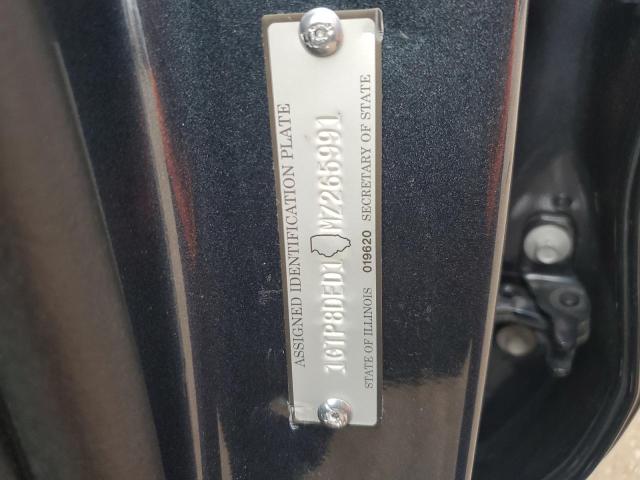 ASSIGNED IDENTIFICATION PLATE
1GTP8DED1 MZ265991
STATE OF ILLINOIS 019620 SECRETARY OF STATE